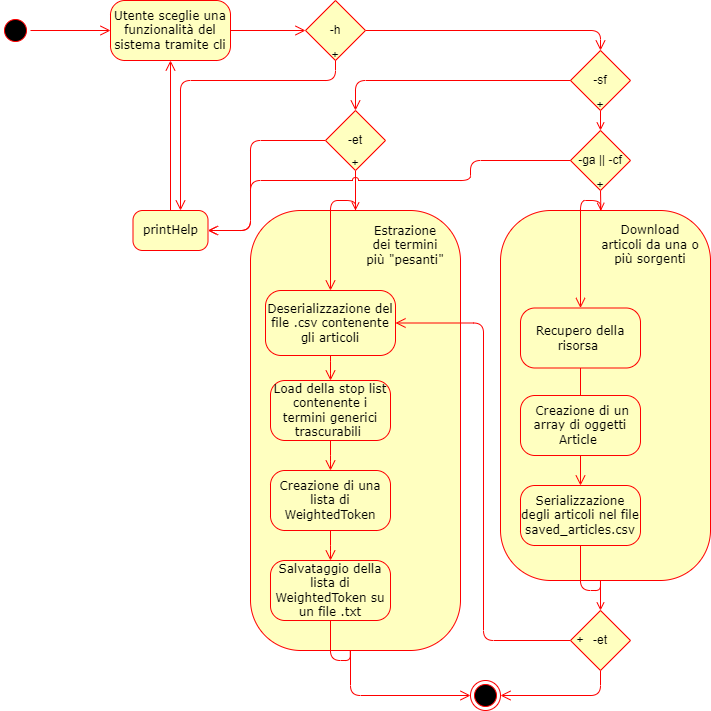 Utente sceglie una
funzionalità del
sistema tramite cli
-h
+
-sf
+
-et
+
-ga || -cf
+
printHelp
Estrazione
dei termini
più "pesanti"
Download
articoli da una o
più sorgenti
Deserializzazione del
file .csv contenente
gli articoli
Recupero della
risorsa
Load della stop list
contenente i
termini generici
trascurabili
Creazione di un
array di oggetti
Article
Creazione di una
lista di
WeightedToken
Serializzazione
degli articoli nel file
saved_articles.csv
Salvataggio della
lista di
WeightedToken su
un file .txt
+ -et